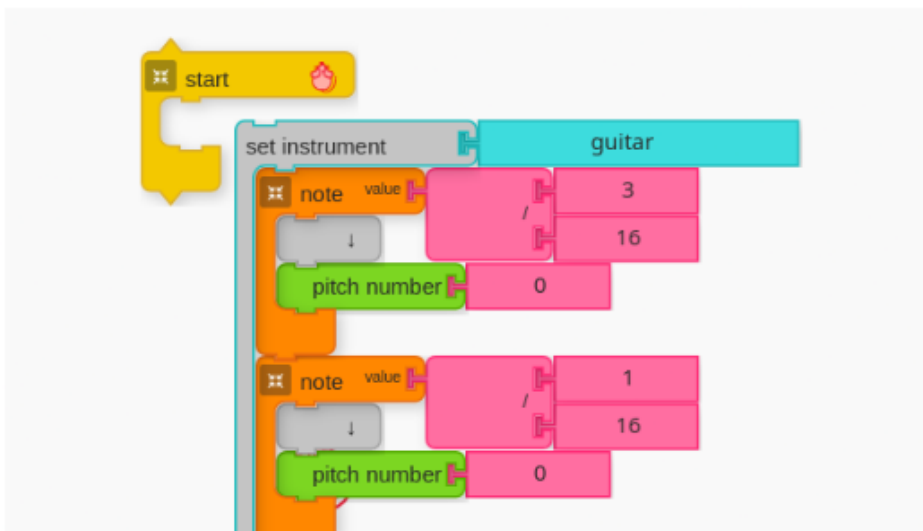 start
set instrument guitar
note value / 3
16
↓
pitch number 0
note value / 1
16
↓
pitch number 0